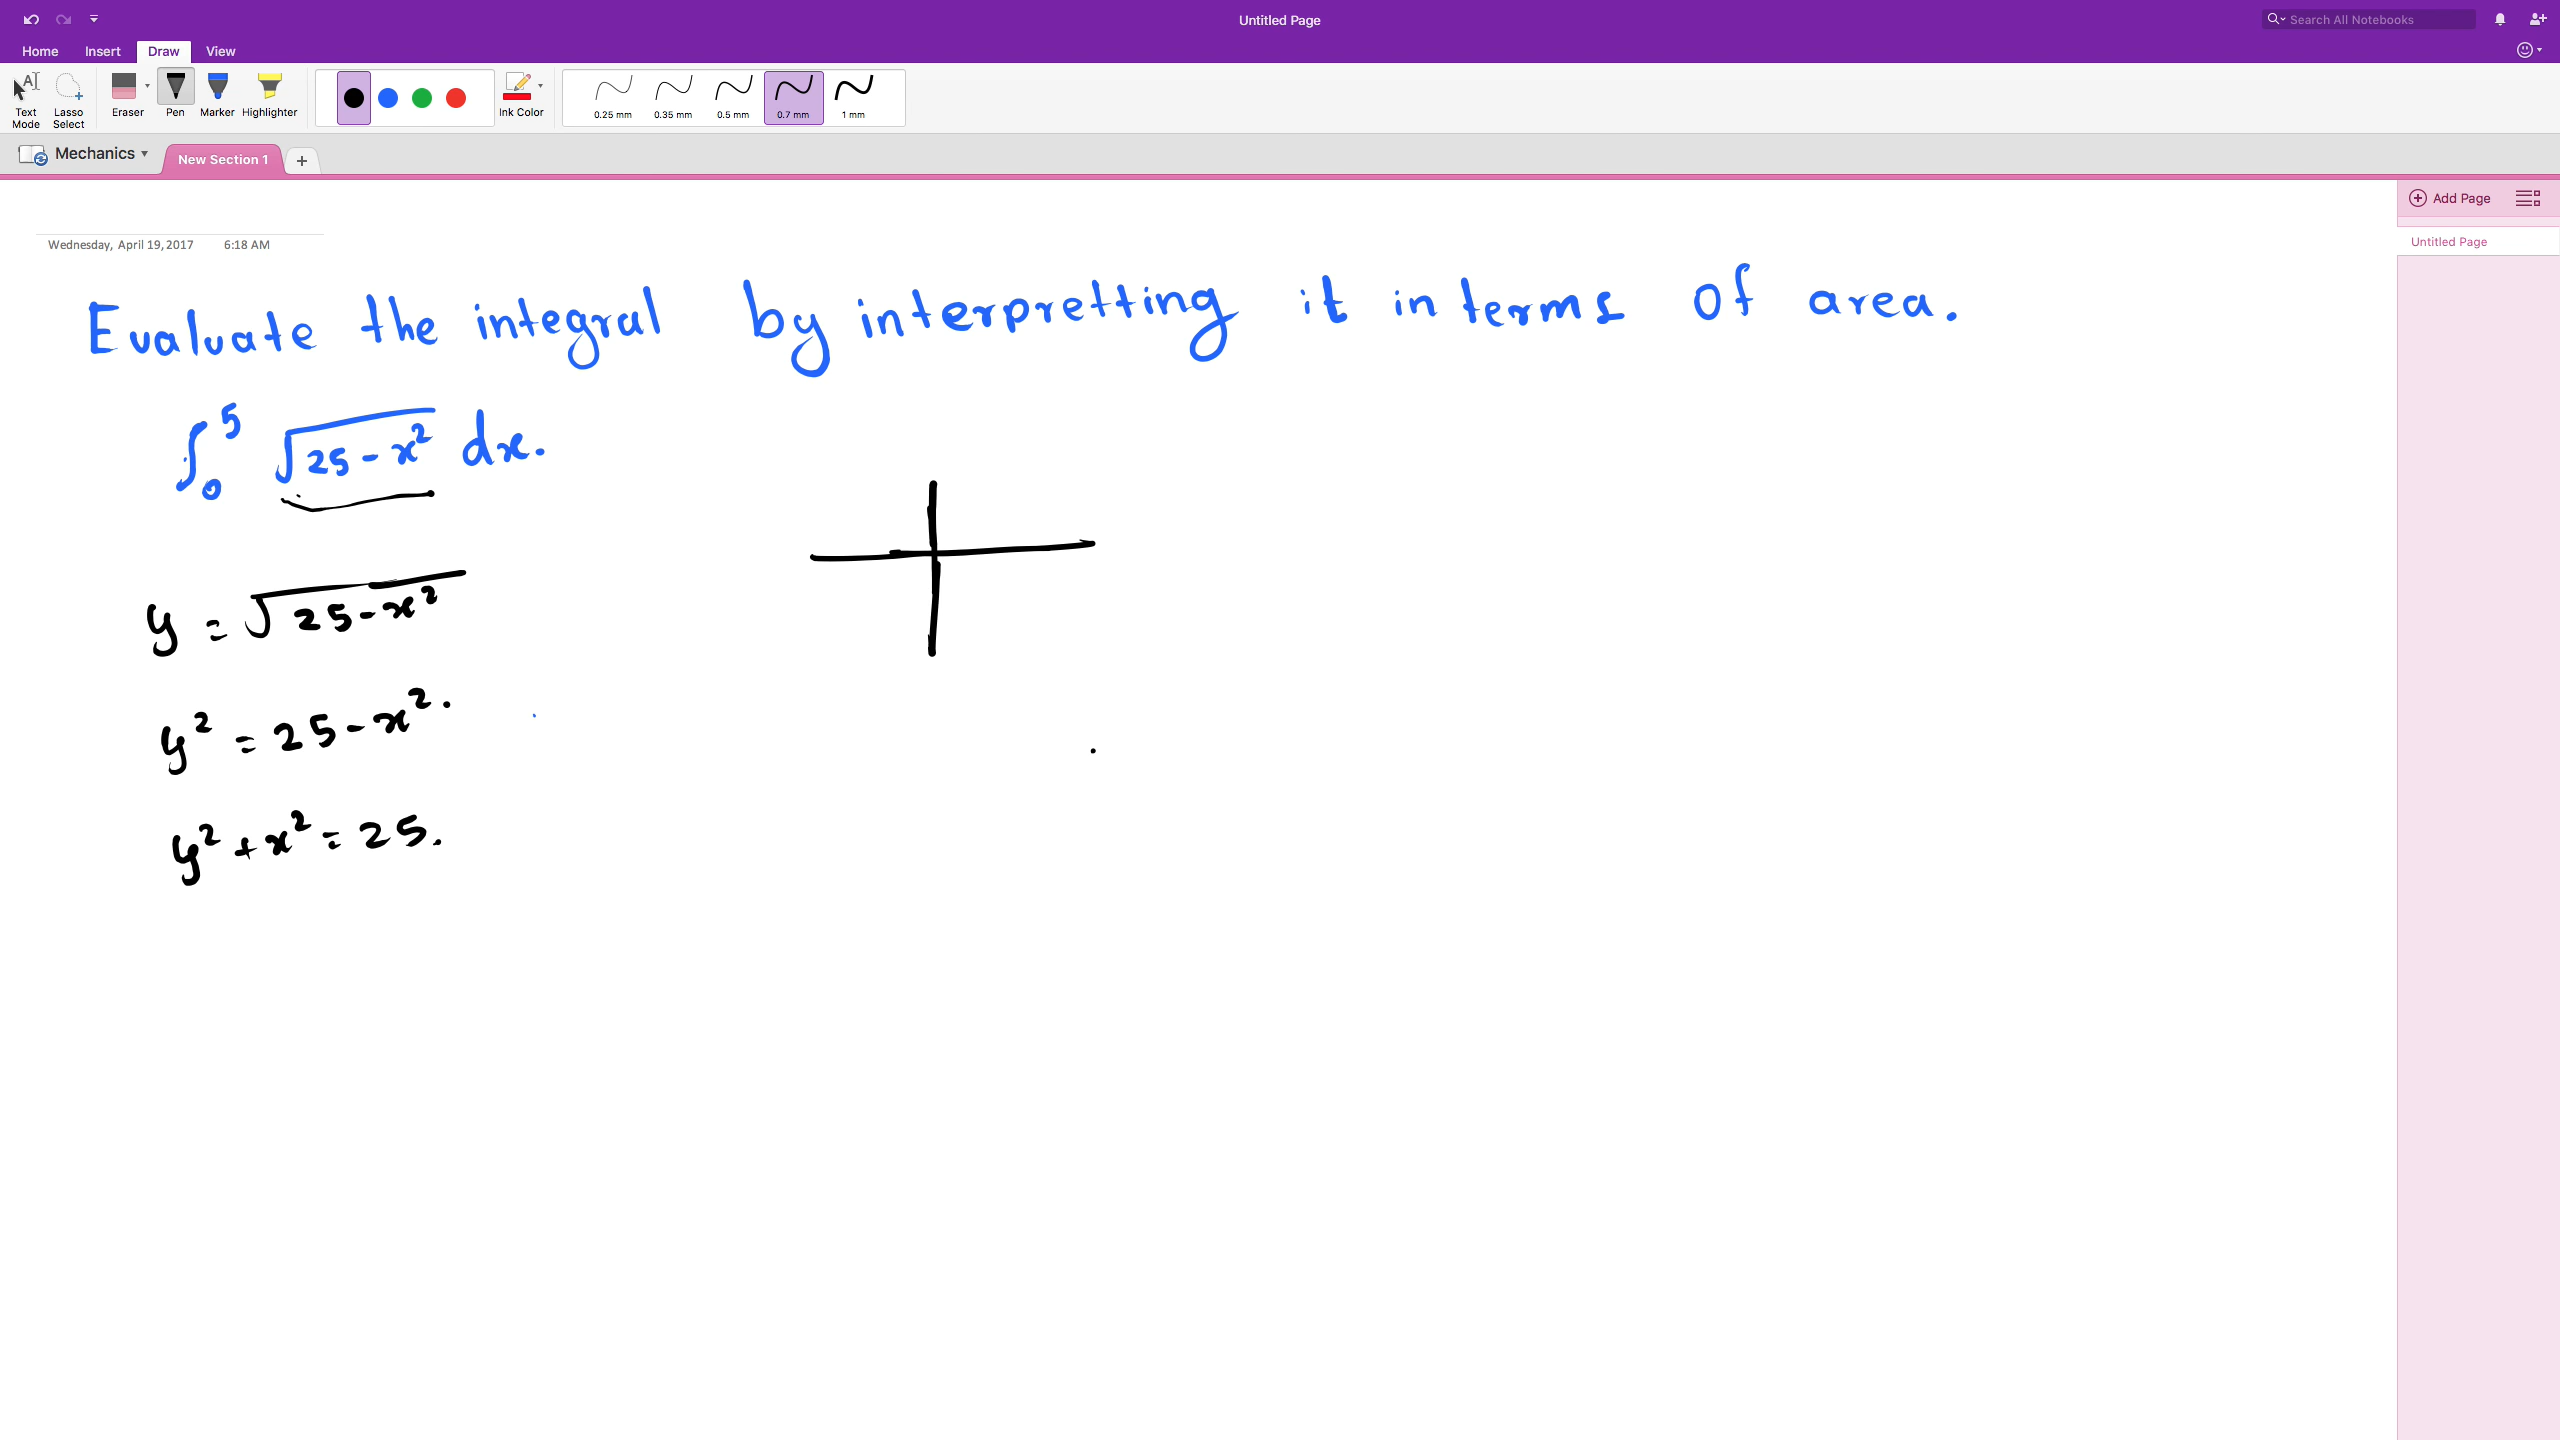 Untitled Page
Search All Notebooks
Home Insert Draw View
Text Mode
Lasso Select
Eraser Pen Marker Highlighter
Ink Color
0.25 mm 0.35 mm 0.5 mm 0.7 mm 1 mm
Mechanics New Section 1 +
Add Page
Untitled Page
Wednesday, April 19, 2017 6:18 AM
Evaluate the integral by interpretting it in terms of area.
∫₀⁵ √(25-x²) dx.
y = √(25-x²)
y² = 25-x².
y²+x² = 25.